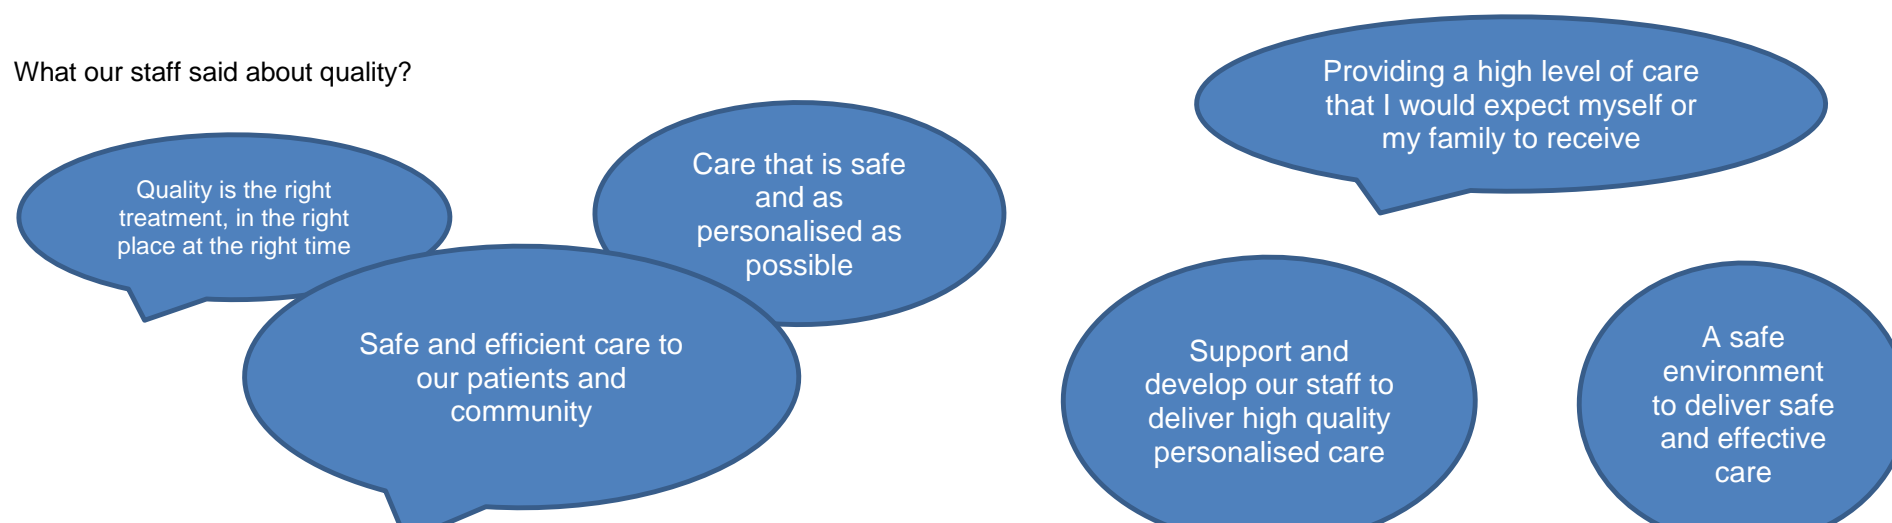 What our staff said about quality?
Quality is the right
treatment, in the right
place at the right time
Care that is safe
and as
personalised as
possible
Safe and efficient care to
our patients and
community
Providing a high level of care
that I would expect myself or
my family to receive
Support and
develop our staff to
deliver high quality
personalised care
A safe
environment
to deliver safe
and effective
care